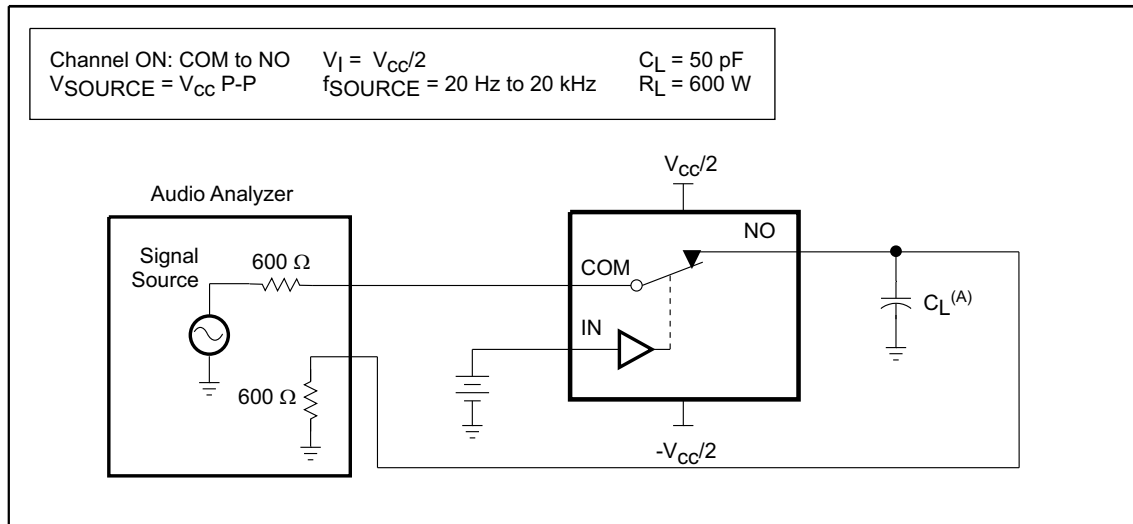 Channel ON: COM to NO V_I = V_cc/2 C_L = 50 pF
V_SOURCE = V_cc P-P f_SOURCE = 20 Hz to 20 kHz R_L = 600 W
V_cc/2
Audio Analyzer
NO
Signal
Source
600 Ω
COM
C_L^(A)
IN
600 Ω
-V_cc/2